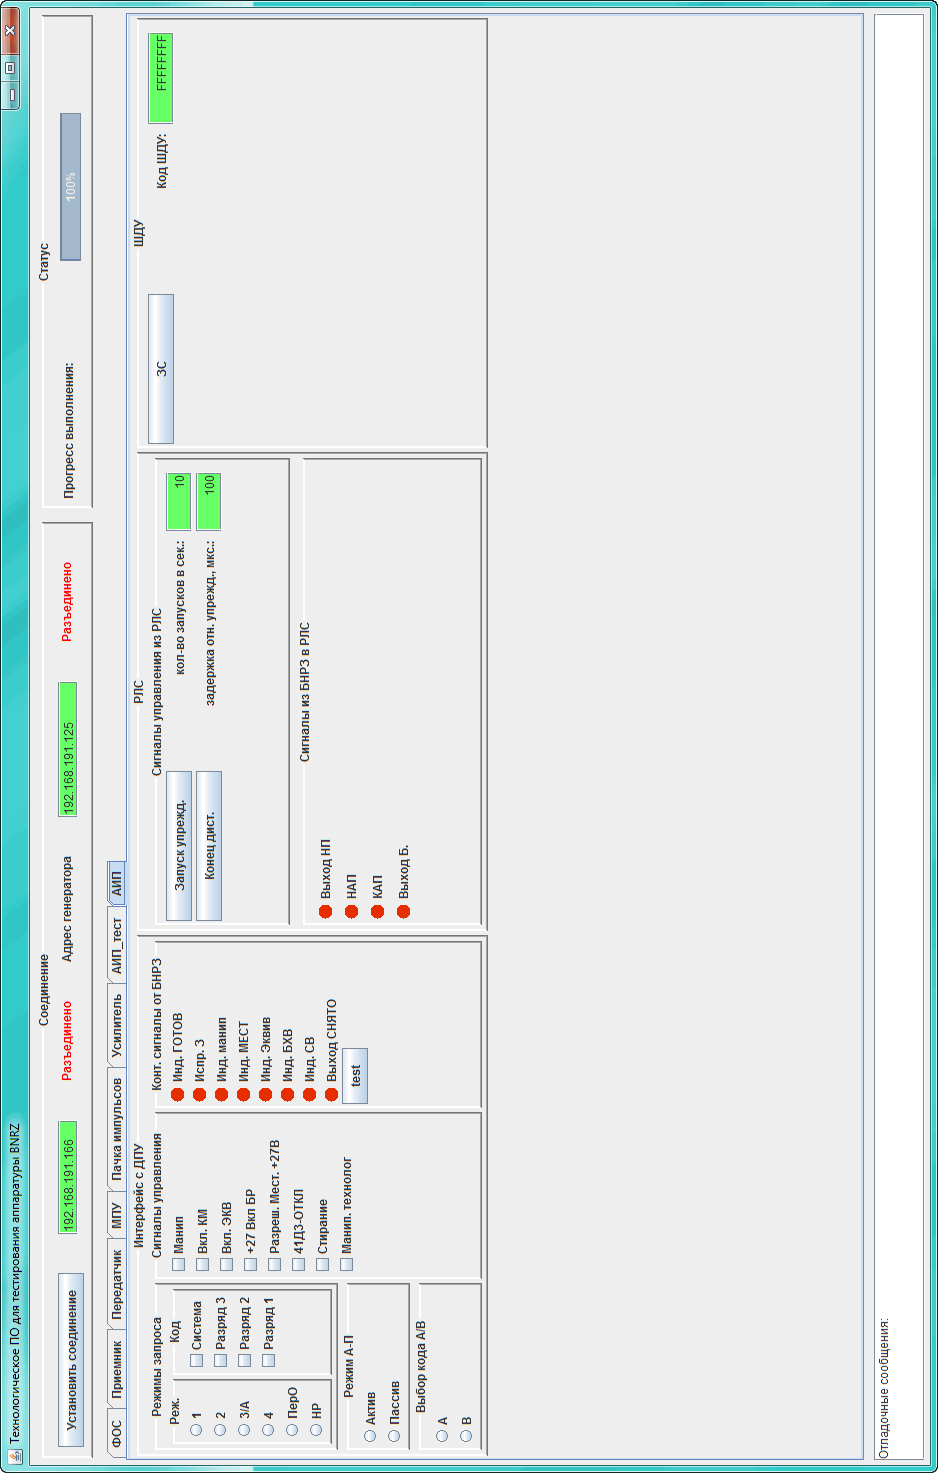 Технологическое ПО для тестирования аппаратуры BNRZ
Соединение
Установить соединение
192.168.191.166
Разъединено
Адрес генератора
192.168.191.125
Разъединено
Статус
Прогресс выполнения:
100%
ФОС
Приемник
Передатчик
МПУ
Пачка импульсов
Усилитель
АИП_тест
АИП
Интерфейс с ДПУ
Режимы запроса
Реж.
1
2
3/А
4
ПерО
НР
Код
Система
Разряд 3
Разряд 2
Разряд 1
Режим А-П
Актив
Пассив
Выбор кода А/В
А
В
Сигналы управления
Манип
Вкл. КМ
Вкл. ЭКВ
+27 Вкл БР
Разреш. Мест. +27В
41ДЗ-ОТКЛ
Стирание
Манип. технолог
Конт. сигналы от БНРЗ
Инд. ГОТОВ
Испр. З
Инд. манип
Инд. МЕСТ
Инд. Эквив
Инд. БХВ
Инд. СВ
Выход СНЯТО
test
РЛС
Сигналы управления из РЛС
Запуск упрежд.
кол-во запусков в сек.:
10
Конец дист.
задержка отн. упрежд., мкс.:
100
Сигналы из БНРЗ в РЛС
Выход НП
НАП
КАП
Выход Б.
ШДУ
ЗС
Код ШДУ:
FFFFFFFF
Отладочные сообщения: